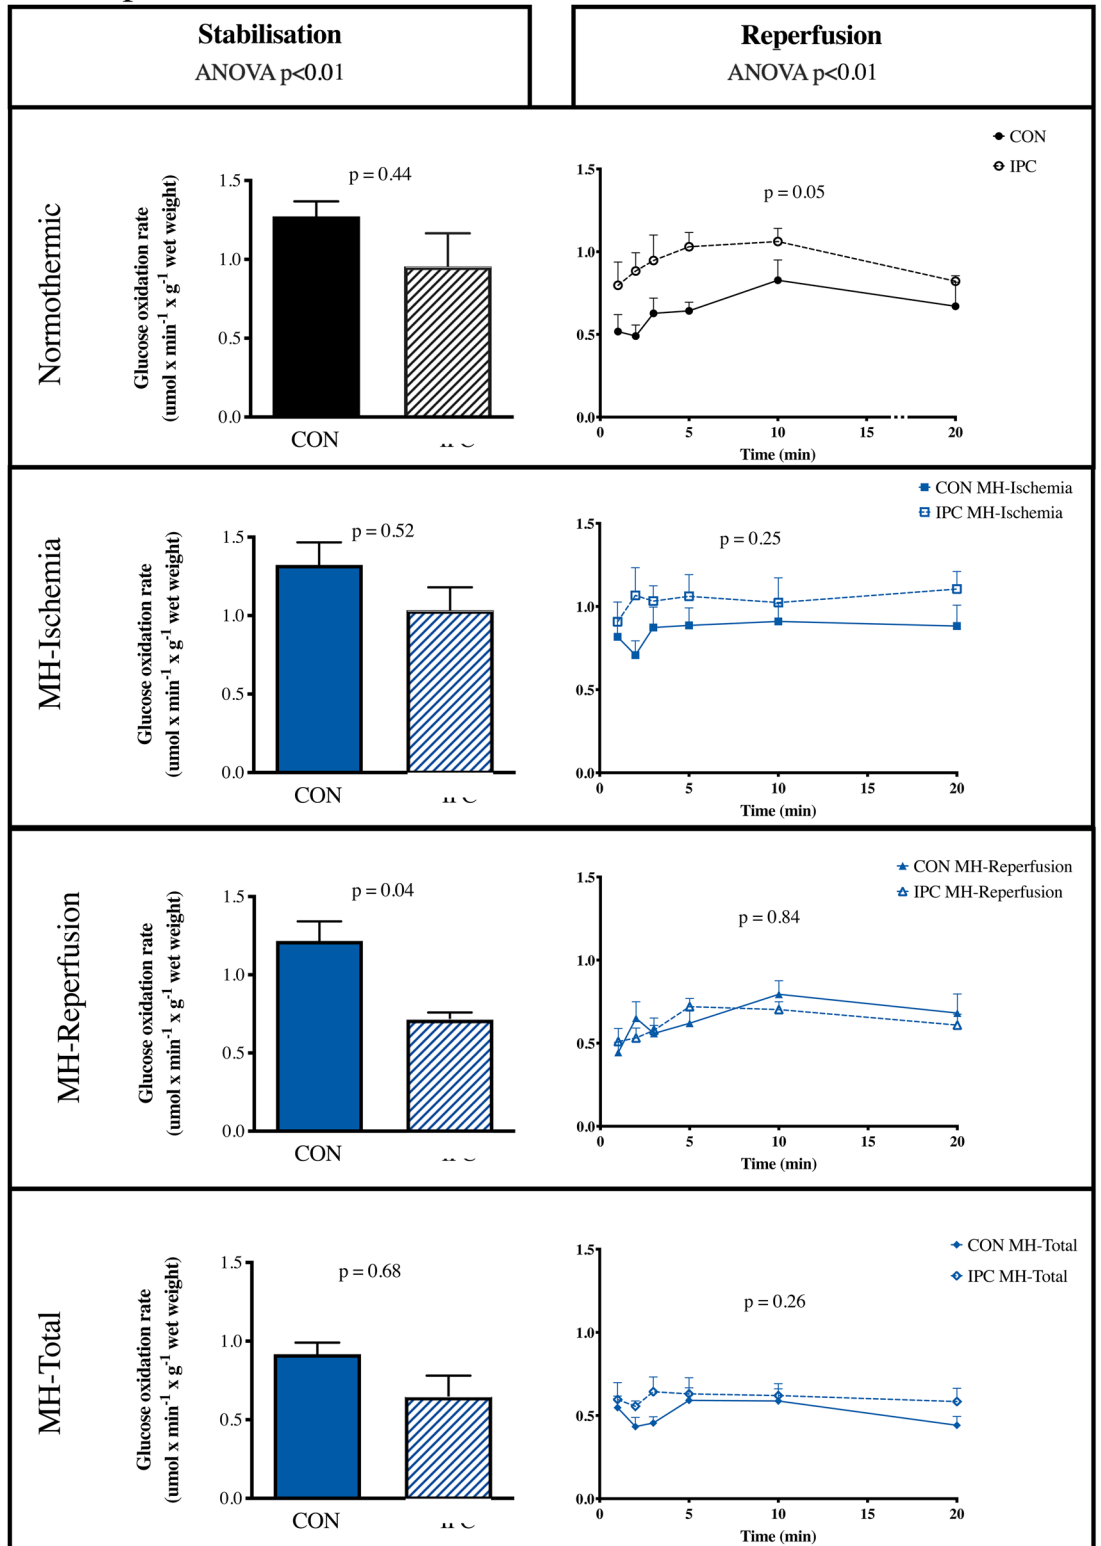 Stabilisation
ANOVA p<0.01
Reperfusion
ANOVA p<0.01
Normothermic
Glucose oxidation rate
(umol x min⁻¹ x g⁻¹ wet weight)
1.5
1.0
0.5
0.0
p = 0.44
CON
CON
IPC
p = 0.05
1.5
1.0
0.5
0.0
0
5
10
20
Time (min)
MH-Ischemia
Glucose oxidation rate
(umol x min⁻¹ x g⁻¹ wet weight)
1.5
1.0
0.5
0.0
p = 0.52
CON
CON MH-Ischemia
IPC MH-Ischemia
p = 0.25
1.5
1.0
0.5
0.0
0
5
10
15
20
Time (min)
MH-Reperfusion
Glucose oxidation rate
(umol x min⁻¹ x g⁻¹ wet weight)
1.5
1.0
0.5
0.0
p = 0.04
CON
CON MH-Reperfusion
IPC MH-Reperfusion
p = 0.84
1.5
1.0
0.5
0.0
0
5
10
15
20
Time (min)
MH-Total
Glucose oxidation rate
(umol x min⁻¹ x g⁻¹ wet weight)
1.5
1.0
0.5
0.0
p = 0.68
CON
CON MH-Total
IPC MH-Total
p = 0.26
1.5
1.0
0.5
0.0
0
5
10
15
20
Time (min)